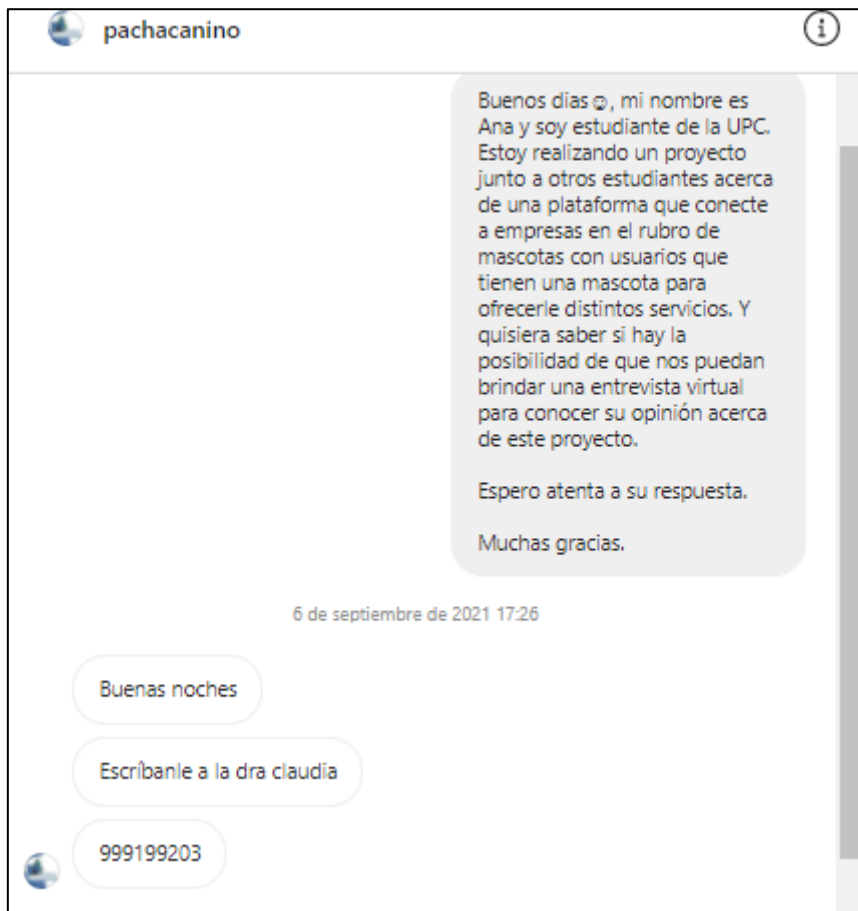 pachacanino
Buenos dias☺, mi nombre es
Ana y soy estudiante de la UPC.
Estoy realizando un proyecto
junto a otros estudiantes acerca
de una plataforma que conecte
a empresas en el rubro de
mascotas con usuarios que
tienen una mascota para
ofrecerle distintos servicios. Y
quisiera saber si hay la
posibilidad de que nos puedan
brindar una entrevista virtual
para conocer su opinión acerca
de este proyecto.
Espero atenta a su respuesta.
Muchas gracias.
6 de septiembre de 2021 17:26
Buenas noches
Escríbanle a la dra claudia
999199203